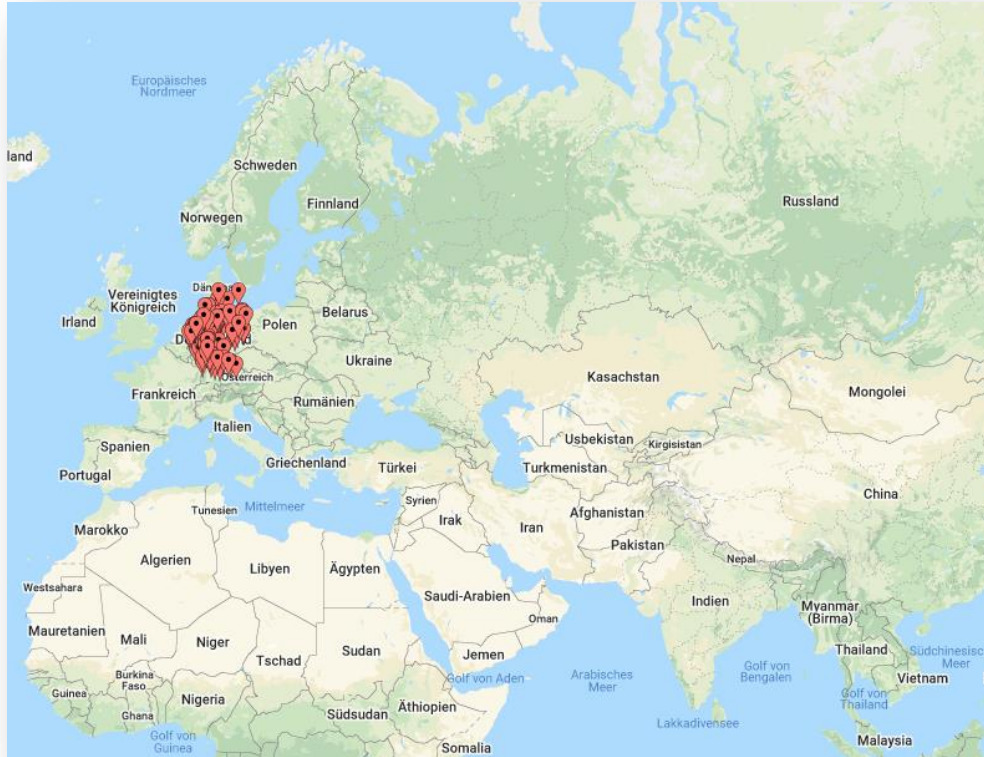 Europäisches
Nordmeer
land
Schweden
Finnland
Norwegen
Russland
Vereinigtes
Königreich
Irland
Polen
Belarus
Ukraine
Kasachstan
Mongolei
Österreich
Frankreich
Rumänien
Italien
Usbekistan
Kirgisistan
Spanien
Portugal
Griechenland
Türkei
Turkmenistan
China
Mittelmeer
Tunesien
Syrien
Irak
Iran
Afghanistan
Marokko
Pakistan
Nepal
Algerien
Libyen
Ägypten
Westsahara
Saudi-Arabien
Oman
Indien
Myanmar
(Birma)
Mauretanien
Mali
Niger
Tschad
Sudan
Jemen
Thailand
Südchinesisc
Meer
Burkina
Faso
Guinea
Nigeria
Ghana
Golf von Aden
Arabisches
Meer
Golf von
Bengalen
Vietnam
Golf von
Thailand
Südsudan
Äthiopien
Golf von
Guinea
Lakkadivensee
Somalia
Malaysia